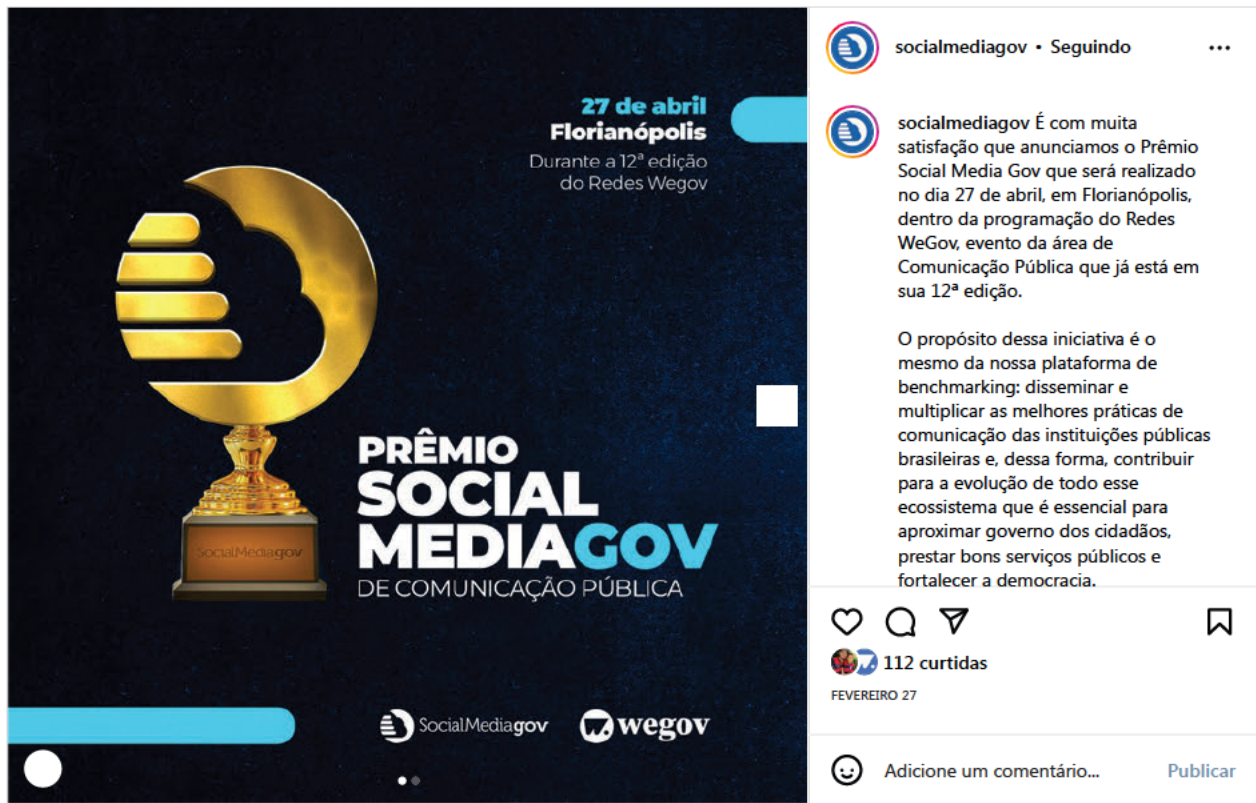 27 de abril
Florianópolis
Durante a 12ª edição
do Redes Wegov
SocialMediagov
PRÊMIO
SOCIAL
MEDIAGOV
DE COMUNICAÇÃO PÚBLICA
SocialMediagov
wegov
socialmediagov • Seguindo
socialmediagov É com muita
satisfação que anunciamos o Prêmio
Social Media Gov que será realizado
no dia 27 de abril, em Florianópolis,
dentro da programação do Redes
WeGov, evento da área de
Comunicação Pública que já está em
sua 12ª edição.
O propósito dessa iniciativa é o
mesmo da nossa plataforma de
benchmarking: disseminar e
multiplicar as melhores práticas de
comunicação das instituições públicas
brasileiras e, dessa forma, contribuir
para a evolução de todo esse
ecossistema que é essencial para
aproximar governo dos cidadãos,
prestar bons serviços públicos e
fortalecer a democracia.
112 curtidas
FEVEREIRO 27
Adicione um comentário... Publicar